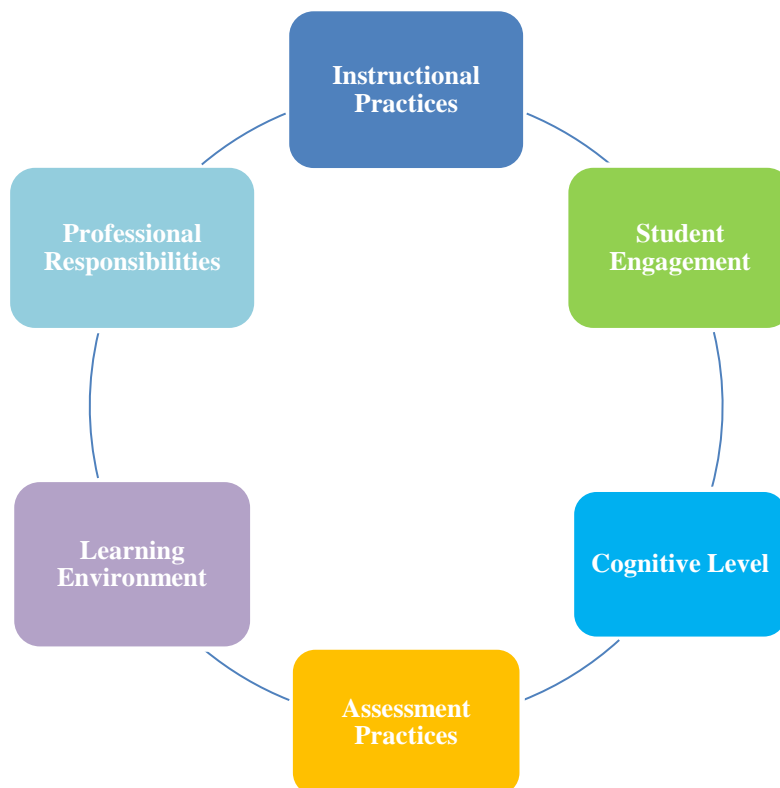 Instructional
Practices
Student
Engagement
Cognitive Level
Assessment
Practices
Learning
Environment
Professional
Responsibilities